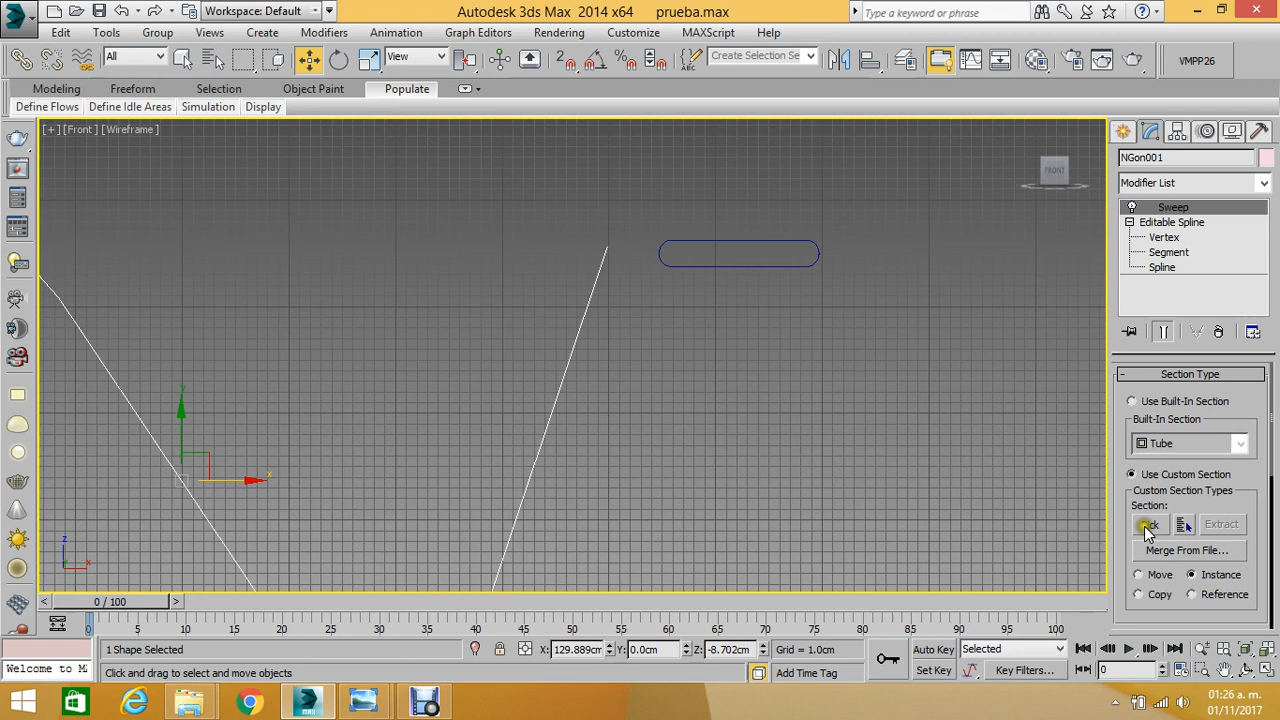 Workspace: Default
Autodesk 3ds Max 2014 x64 prueba.max
Type a keyword or phrase
MAX
Edit Tools Group Views Create Modifiers Animation Graph Editors Rendering Customize MAXScript Help
All
View
Create Selection Se
VMPP26
Modeling Freeform Selection Object Paint Populate
Define Flows Define Idle Areas Simulation Display
[+] [Front] [Wireframe]
FRONT
NGon001
Modifier List
Sweep
Editable Spline
Vertex
Segment
Spline
Section Type
Use Built-In Section
Built-In Section
Tube
Use Custom Section
Custom Section Types
Section:
Extract
Merge From File...
Move Instance
Copy Reference
y
x
z
x
0 / 100
0 5 10 15 20 25 30 35 40 45 50 55 60 65 70 75 80 85 90 95 100
1 Shape Selected
X: 129.889cm Y: 0.0cm Z: -8.702cm Grid = 1.0cm
Auto Key Selected
Welcome to M
Click and drag to select and move objects
Add Time Tag
Set Key Key Filters...
0
01:26 a. m.
01/11/2017